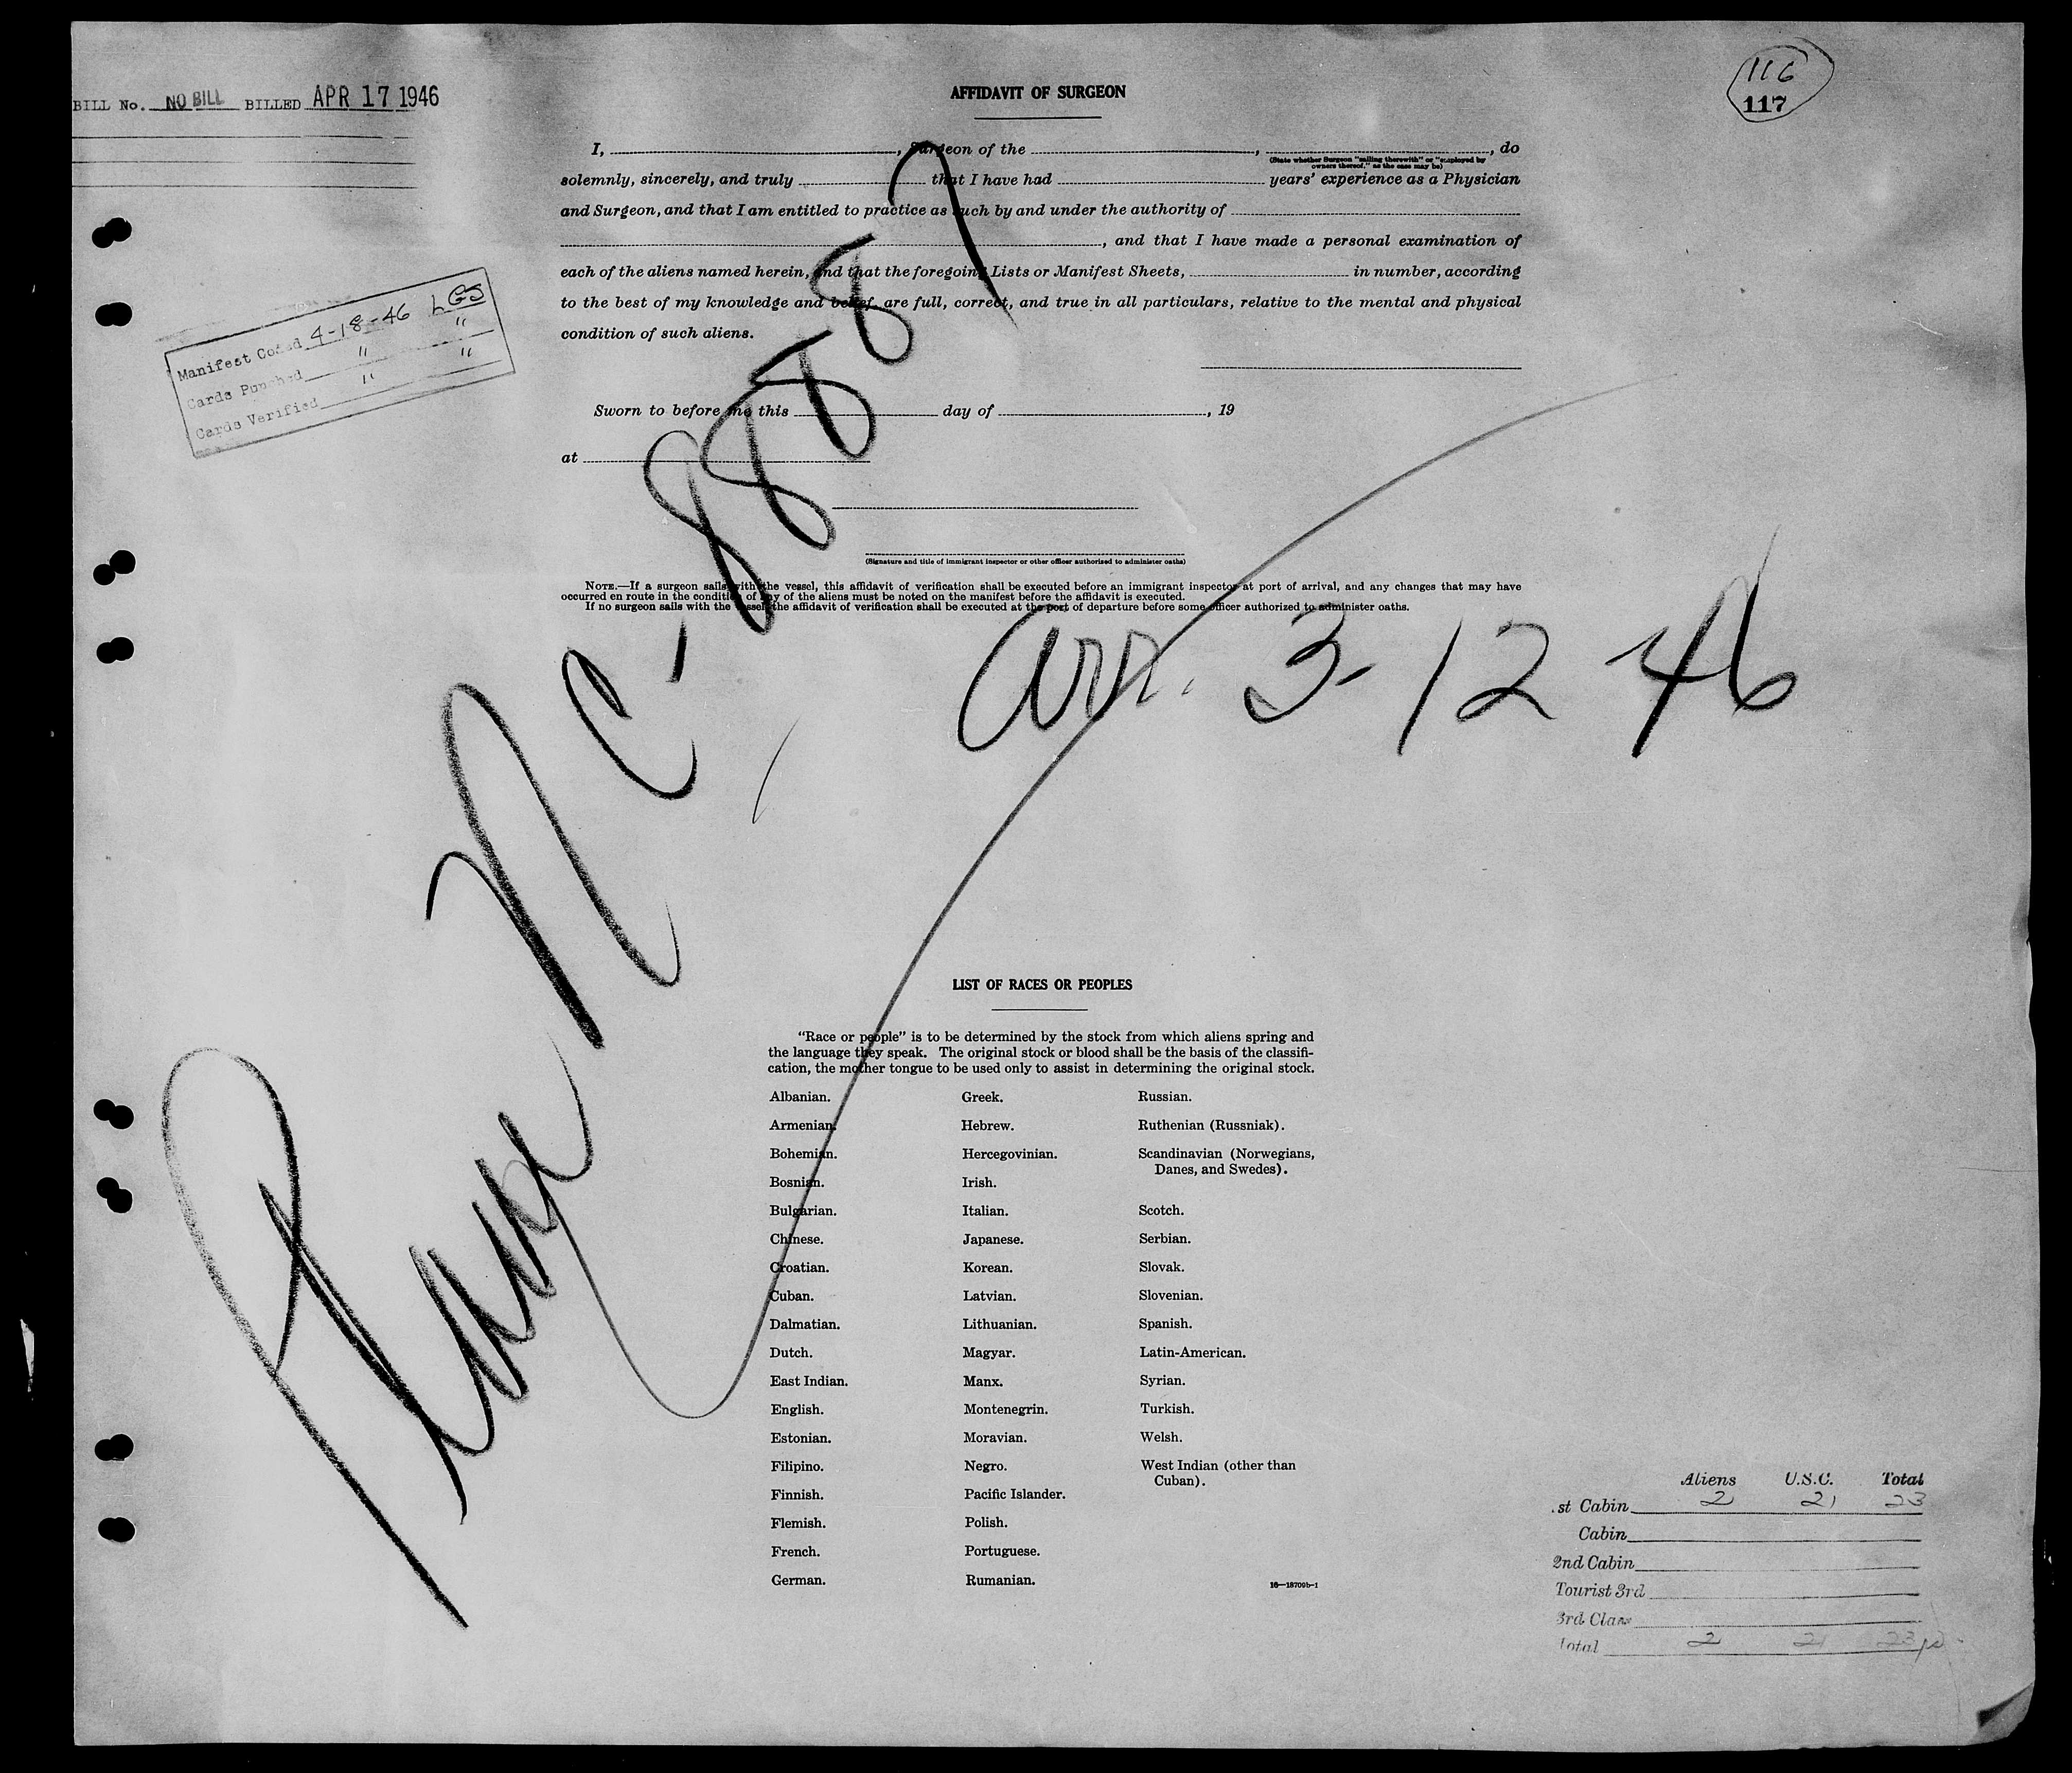 BILL No. NO BILL BILLED APR 17 1946
116
117
AFFIDAVIT OF SURGEON
I, , Surgeon of the , , do
(State whether Surgeon "sailing therewith" or "employed by
owners thereof," as the case may be)
solemnly, sincerely, and truly that I have had years' experience as a Physician
and Surgeon, and that I am entitled to practice as such by and under the authority of
, and that I have made a personal examination of
each of the aliens named herein, and that the foregoing Lists or Manifest Sheets, in number, according
to the best of my knowledge and belief, are full, correct, and true in all particulars, relative to the mental and physical
condition of such aliens.
Manifest Coded 4-18-46 LGJ
Cards Punched " "
Cards Verified " "
Sworn to before me this day of , 19
at
(Signature and title of immigrant inspector or other officer authorized to administer oaths)
NOTE.—If a surgeon sails with the vessel, this affidavit of verification shall be executed before an immigrant inspector at port of arrival, and any changes that may have
occurred en route in the condition of any of the aliens must be noted on the manifest before the affidavit is executed.
If no surgeon sails with the vessel, the affidavit of verification shall be executed at the port of departure before some officer authorized to administer oaths.
Plane NC-88887
arr. 3-12 46
LIST OF RACES OR PEOPLES
"Race or people" is to be determined by the stock from which aliens spring and
the language they speak. The original stock or blood shall be the basis of the classifi-
cation, the mother tongue to be used only to assist in determining the original stock.
Albanian.
Armenian.
Bohemian.
Bosnian.
Bulgarian.
Chinese.
Croatian.
Cuban.
Dalmatian.
Dutch.
East Indian.
English.
Estonian.
Filipino.
Finnish.
Flemish.
French.
German.
Greek.
Hebrew.
Hercegovinian.
Irish.
Italian.
Japanese.
Korean.
Latvian.
Lithuanian.
Magyar.
Manx.
Montenegrin.
Moravian.
Negro.
Pacific Islander.
Polish.
Portuguese.
Rumanian.
Russian.
Ruthenian (Russniak).
Scandinavian (Norwegians,
Danes, and Swedes).
Scotch.
Serbian.
Slovak.
Slovenian.
Spanish.
Latin-American.
Syrian.
Turkish.
Welsh.
West Indian (other than
Cuban).
16—18709b-1
Aliens U.S.C. Total
1st Cabin 2 21 23
Cabin
2nd Cabin
Tourist 3rd
3rd Class
Total 2 21 23